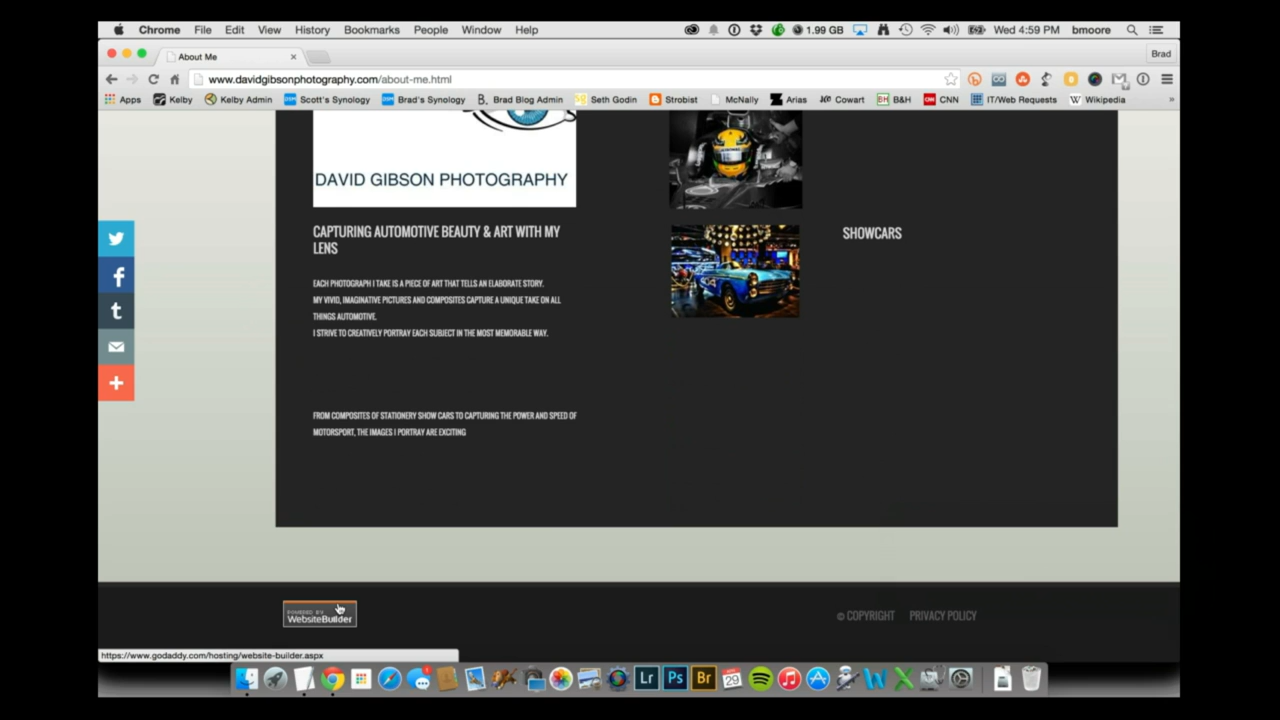 Chrome File Edit View History Bookmarks People Window Help 1.99 GB Wed 4:59 PM bmoore
About Me Brad
www.davidgibsonphotography.com/about-me.html
Apps Kelby Kelby Admin Scott's Synology Brad's Synology B. Brad Blog Admin Seth Godin Strobist McNally Arias Cowart B&H CNN IT/Web Requests Wikipedia »
DAVID GIBSON PHOTOGRAPHY
CAPTURING AUTOMOTIVE BEAUTY & ART WITH MY
LENS
EACH PHOTOGRAPH I TAKE IS A PIECE OF ART THAT TELLS AN ELABORATE STORY.
MY VIVID, IMAGINATIVE PICTURES AND COMPOSITES CAPTURE A UNIQUE TAKE ON ALL
THINGS AUTOMOTIVE.
I STRIVE TO CREATIVELY PORTRAY EACH SUBJECT IN THE MOST MEMORABLE WAY.
FROM COMPOSITES OF STATIONERY SHOW CARS TO CAPTURING THE POWER AND SPEED OF
MOTORSPORT, THE IMAGES I PORTRAY ARE EXCITING
SHOWCARS
POWERED BY
WebsiteBuilder
© COPYRIGHT PRIVACY POLICY
https://www.godaddy.com/hosting/website-builder.aspx
Lr Ps Br 29